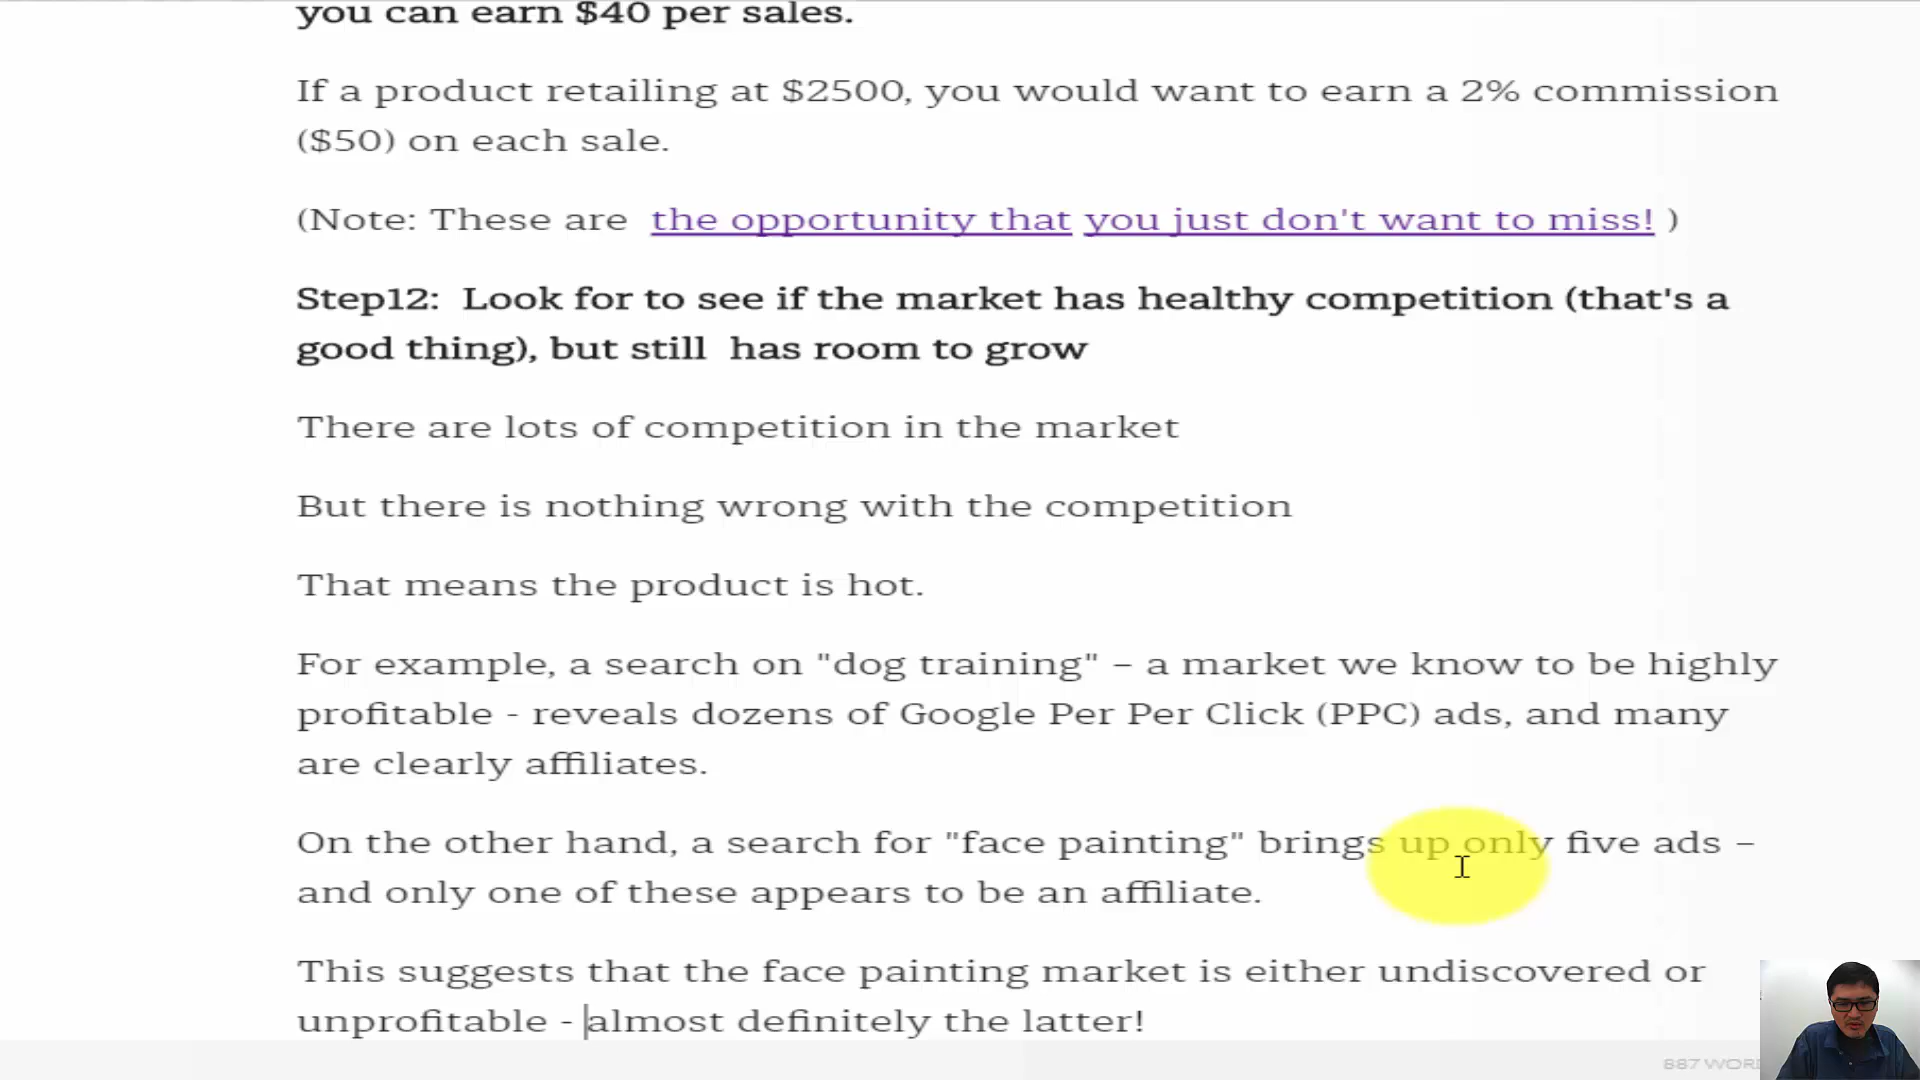 you can earn $40 per sales.
If a product retailing at $2500, you would want to earn a 2% commission
($50) on each sale.
(Note: These are the opportunity that you just don't want to miss! )
Step12: Look for to see if the market has healthy competition (that's a
good thing), but still has room to grow
There are lots of competition in the market
But there is nothing wrong with the competition
That means the product is hot.
For example, a search on "dog training" – a market we know to be highly
profitable - reveals dozens of Google Per Per Click (PPC) ads, and many
are clearly affiliates.
On the other hand, a search for "face painting" brings up only five ads –
and only one of these appears to be an affiliate.
This suggests that the face painting market is either undiscovered or
unprofitable - almost definitely the latter!